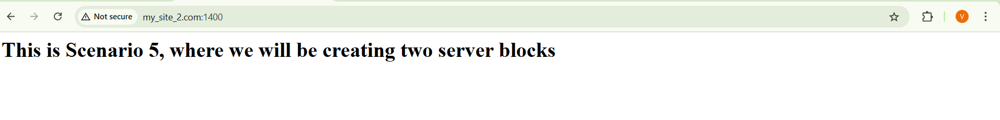 Not secure my_site_2.com:1400 V
This is Scenario 5, where we will be creating two server blocks